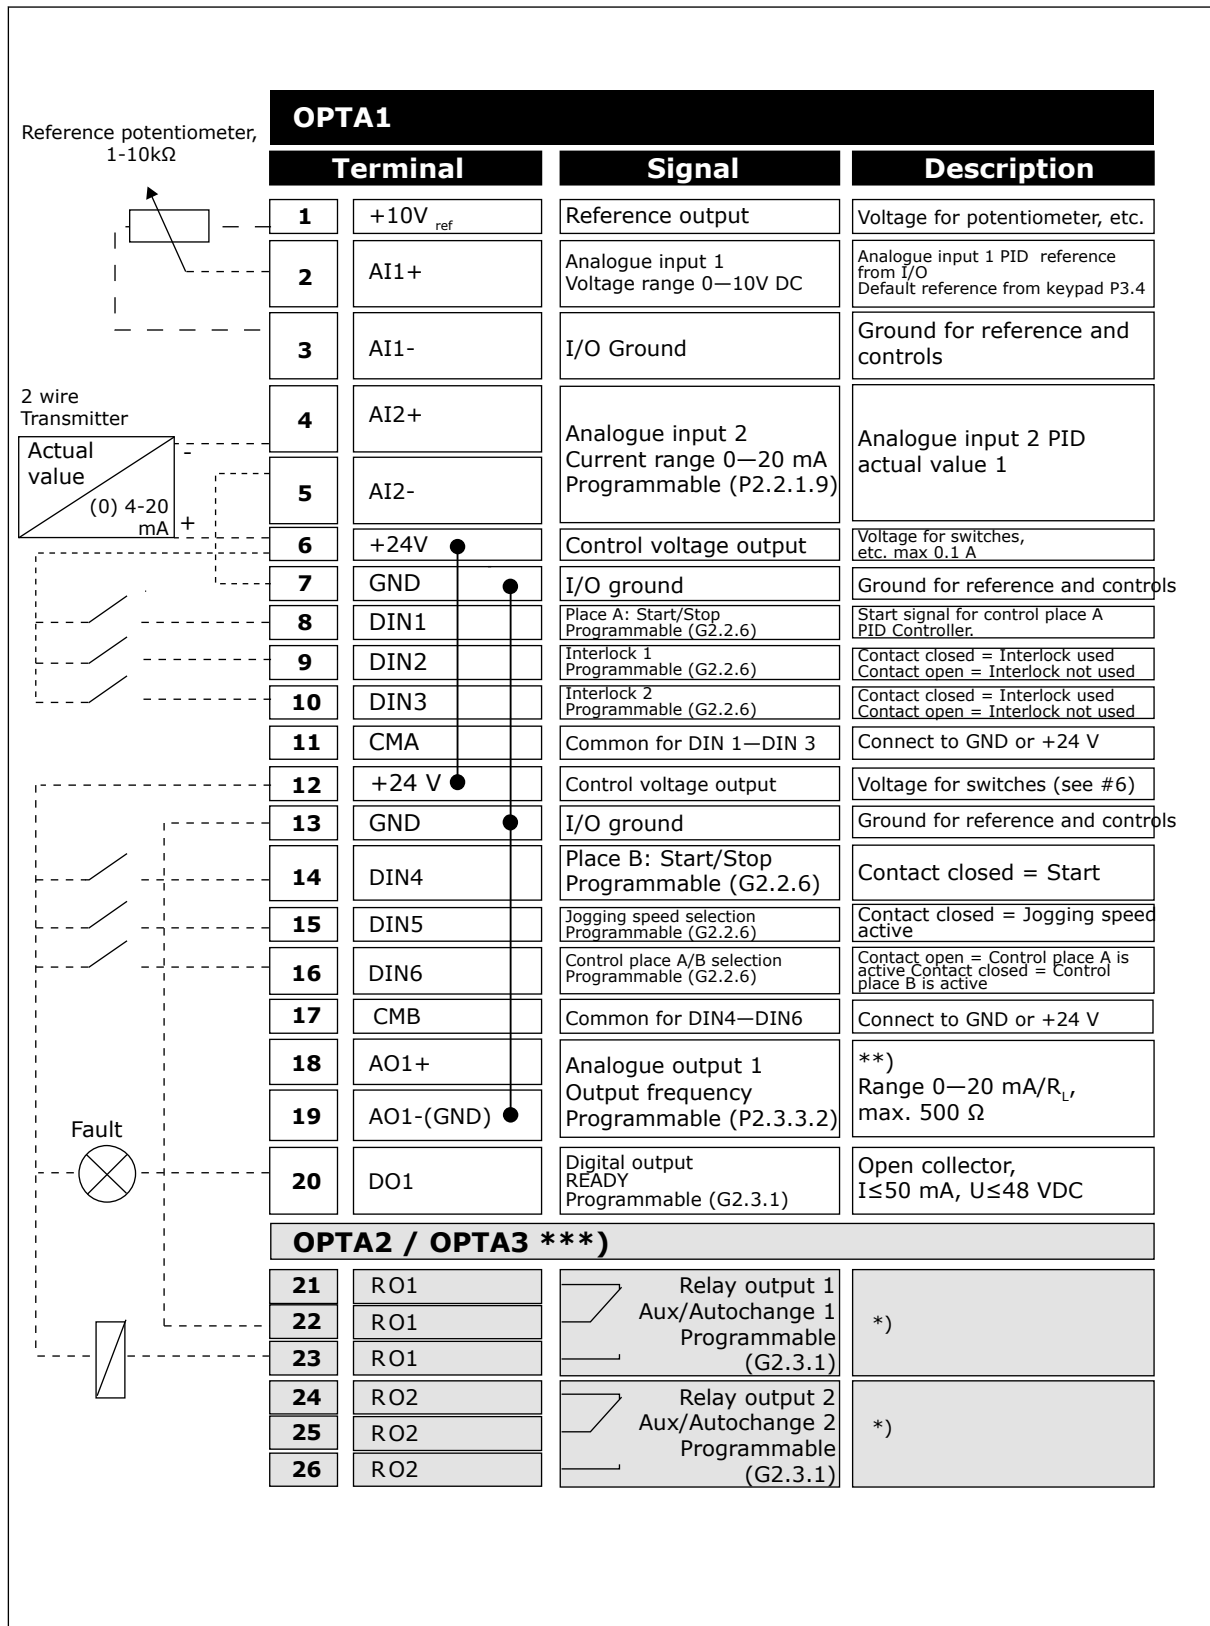 OPTA1
Reference potentiometer,
1-10kΩ
Terminal Signal Description
1 +10V ref Reference output Voltage for potentiometer, etc.
2 AI1+ Analogue input 1
Voltage range 0—10V DC
Analogue input 1 PID reference
from I/O
Default reference from keypad P3.4
3 AI1- I/O Ground Ground for reference and
controls
2 wire
Transmitter
Actual
value
(0) 4-20
mA
-
+
4 AI2+
5 AI2-
Analogue input 2
Current range 0—20 mA
Programmable (P2.2.1.9)
Analogue input 2 PID
actual value 1
6 +24V Control voltage output Voltage for switches,
etc. max 0.1 A
7 GND I/O ground Ground for reference and controls
8 DIN1 Place A: Start/Stop
Programmable (G2.2.6)
Start signal for control place A
PID Controller.
9 DIN2 Interlock 1
Programmable (G2.2.6)
Contact closed = Interlock used
Contact open = Interlock not used
10 DIN3 Interlock 2
Programmable (G2.2.6)
Contact closed = Interlock used
Contact open = Interlock not used
11 CMA Common for DIN 1—DIN 3 Connect to GND or +24 V
12 +24 V Control voltage output Voltage for switches (see #6)
13 GND I/O ground Ground for reference and controls
14 DIN4 Place B: Start/Stop
Programmable (G2.2.6)
Contact closed = Start
15 DIN5 Jogging speed selection
Programmable (G2.2.6)
Contact closed = Jogging speed
active
16 DIN6 Control place A/B selection
Programmable (G2.2.6)
Contact open = Control place A is
active Contact closed = Control
place B is active
17 CMB Common for DIN4—DIN6 Connect to GND or +24 V
18 AO1+
19 AO1-(GND)
Analogue output 1
Output frequency
Programmable (P2.3.3.2)
**)
Range 0—20 mA/RL,
max. 500 Ω
Fault
20 DO1 Digital output
READY
Programmable (G2.3.1)
Open collector,
I≤50 mA, U≤48 VDC
OPTA2 / OPTA3 ***)
21 RO1
22 RO1
23 RO1
Relay output 1
Aux/Autochange 1
Programmable
(G2.3.1)
*)
24 RO2
25 RO2
26 RO2
Relay output 2
Aux/Autochange 2
Programmable
(G2.3.1)
*)